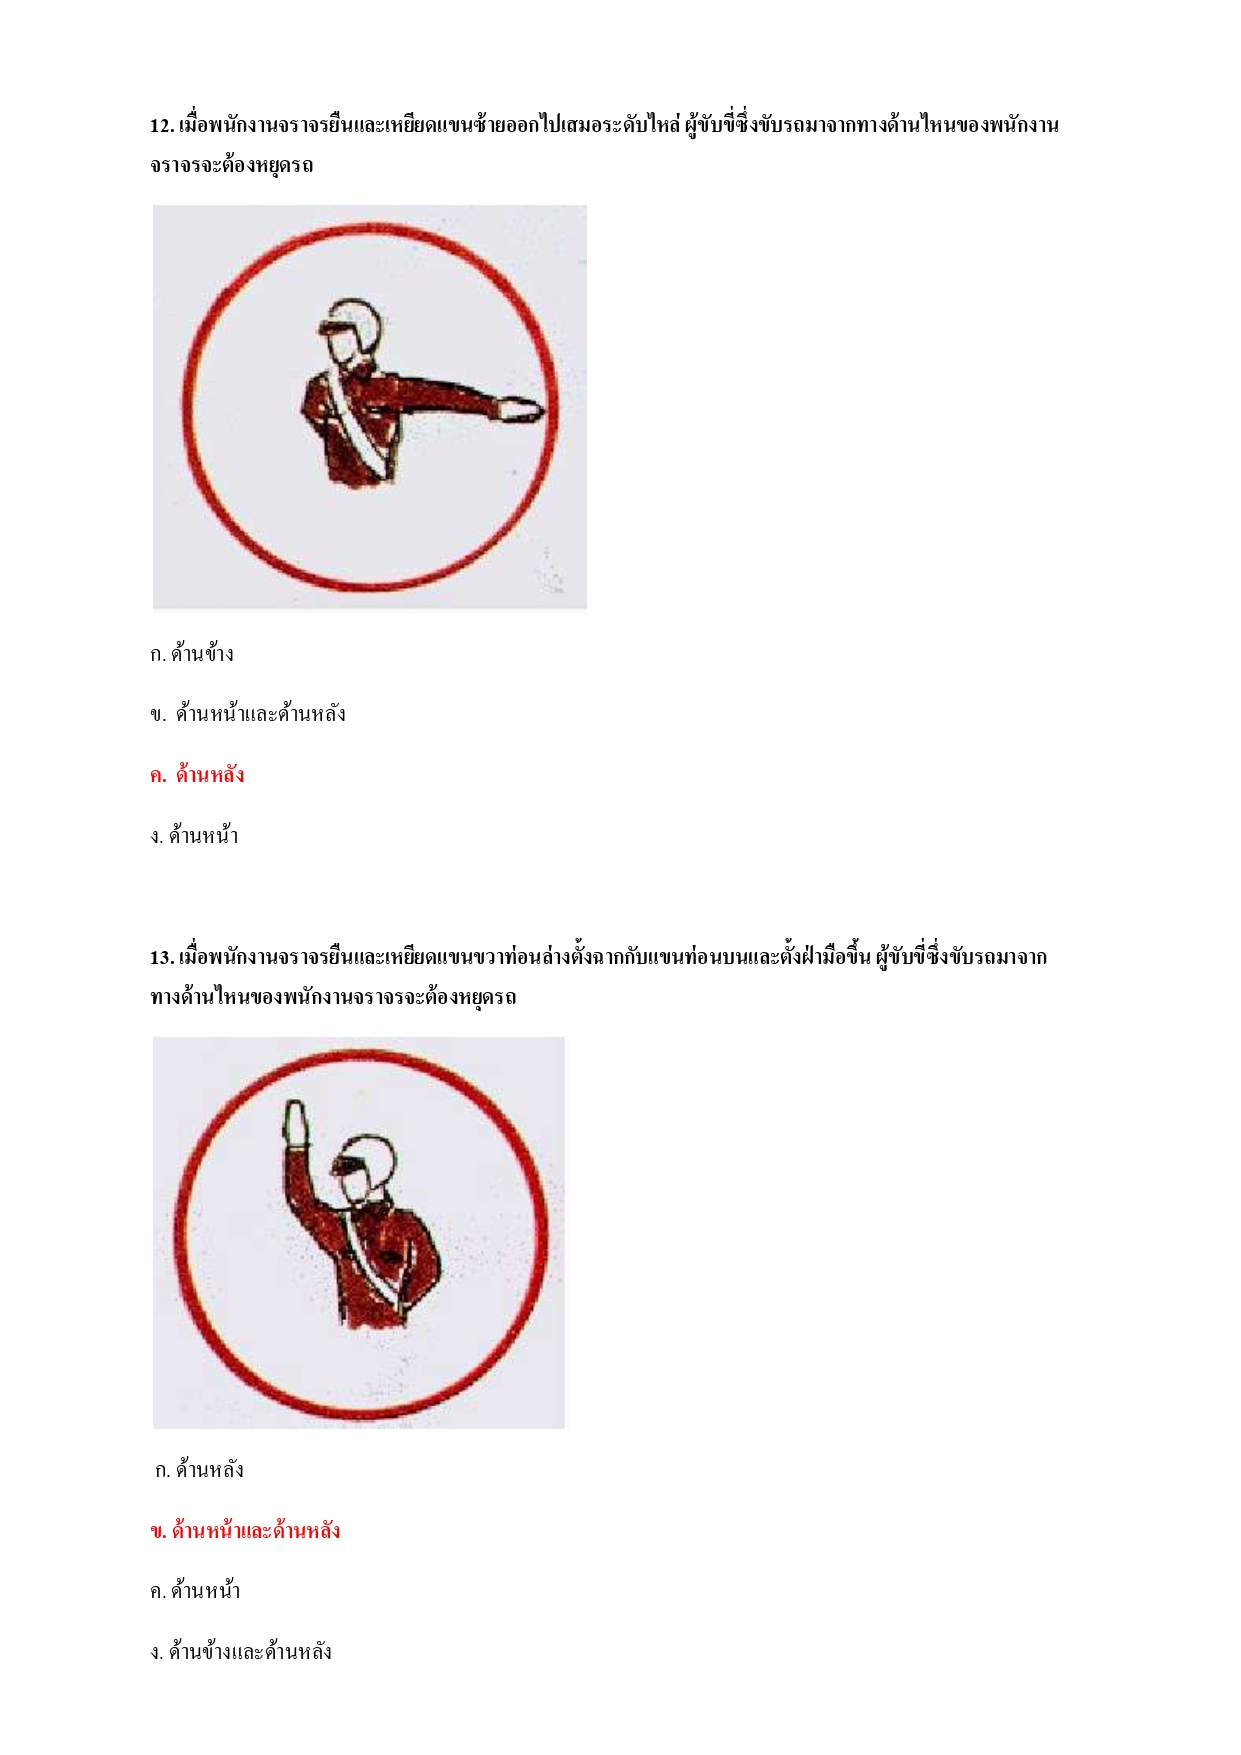 12. เมื่อพนักงานจราจรยืนและเหยียดแขนซ้ายออกไปเสมอระดับไหล่ ผู้ขับขี่ซึ่งขับรถมาจากทางด้านไหนของพนักงาน
จราจรจะต้องหยุดรถ
ก. ด้านข้าง
ข. ด้านหน้าและด้านหลัง
ค. ด้านหลัง
ง. ด้านหน้า
13. เมื่อพนักงานจราจรยืนและเหยียดแขนขวาท่อนล่างตั้งฉากกับแขนท่อนบนและตั้งฝ่ามือขึ้น ผู้ขับขี่ซึ่งขับรถมาจาก
ทางด้านไหนของพนักงานจราจรจะต้องหยุดรถ
ก. ด้านหลัง
ข. ด้านหน้าและด้านหลัง
ค. ด้านหน้า
ง. ด้านข้างและด้านหลัง